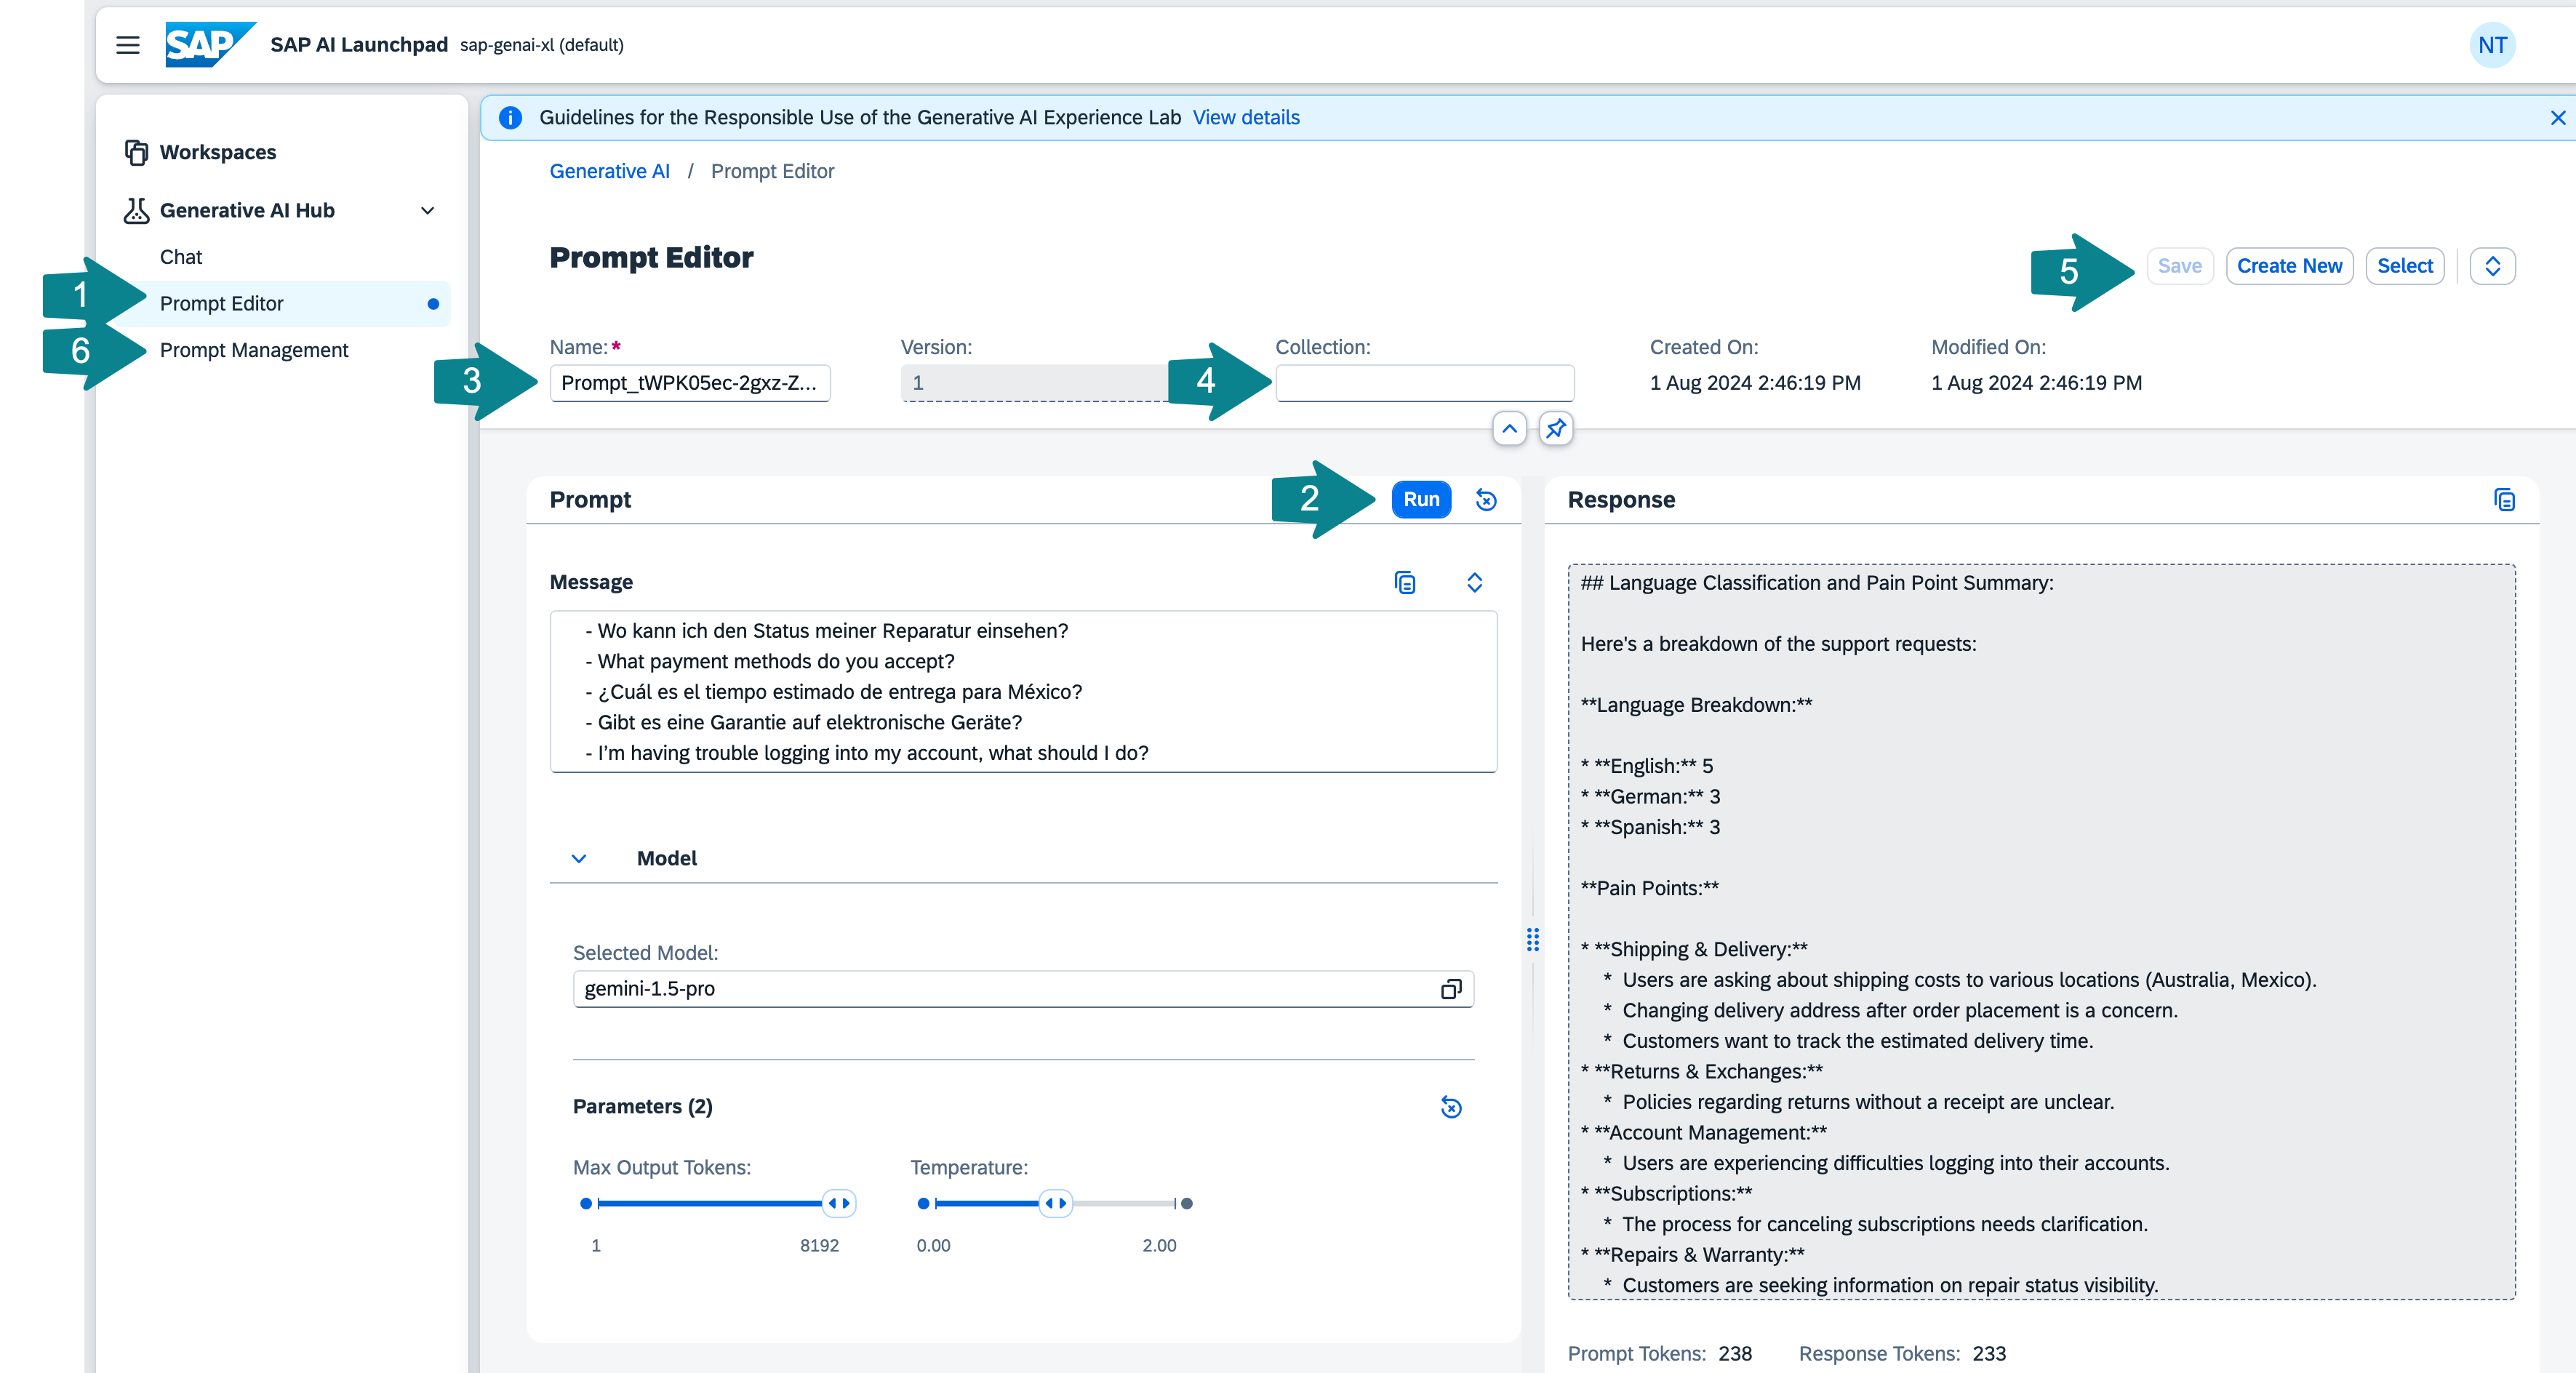 SAP SAP AI Launchpad sap-genai-xl (default) NT
Guidelines for the Responsible Use of the Generative AI Experience Lab View details
Workspaces
Generative AI Hub
Chat
1 Prompt Editor
6 Prompt Management
Generative AI / Prompt Editor
Prompt Editor
5 Save Create New Select
Name:* Version: Collection: Created On: Modified On:
3 Prompt_tWPK05ec-2gxz-Z... 1 4 1 Aug 2024 2:46:19 PM 1 Aug 2024 2:46:19 PM
Prompt 2 Run
Message
- Wo kann ich den Status meiner Reparatur einsehen?
- What payment methods do you accept?
- ¿Cuál es el tiempo estimado de entrega para México?
- Gibt es eine Garantie auf elektronische Geräte?
- I’m having trouble logging into my account, what should I do?
Model
Selected Model:
gemini-1.5-pro
Parameters (2)
Max Output Tokens: Temperature:
1 8192 0.00 2.00
Response
## Language Classification and Pain Point Summary:
Here's a breakdown of the support requests:
**Language Breakdown:**
* **English:** 5
* **German:** 3
* **Spanish:** 3
**Pain Points:**
* **Shipping & Delivery:**
* Users are asking about shipping costs to various locations (Australia, Mexico).
* Changing delivery address after order placement is a concern.
* Customers want to track the estimated delivery time.
* **Returns & Exchanges:**
* Policies regarding returns without a receipt are unclear.
* **Account Management:**
* Users are experiencing difficulties logging into their accounts.
* **Subscriptions:**
* The process for canceling subscriptions needs clarification.
* **Repairs & Warranty:**
* Customers are seeking information on repair status visibility.
Prompt Tokens: 238 Response Tokens: 233